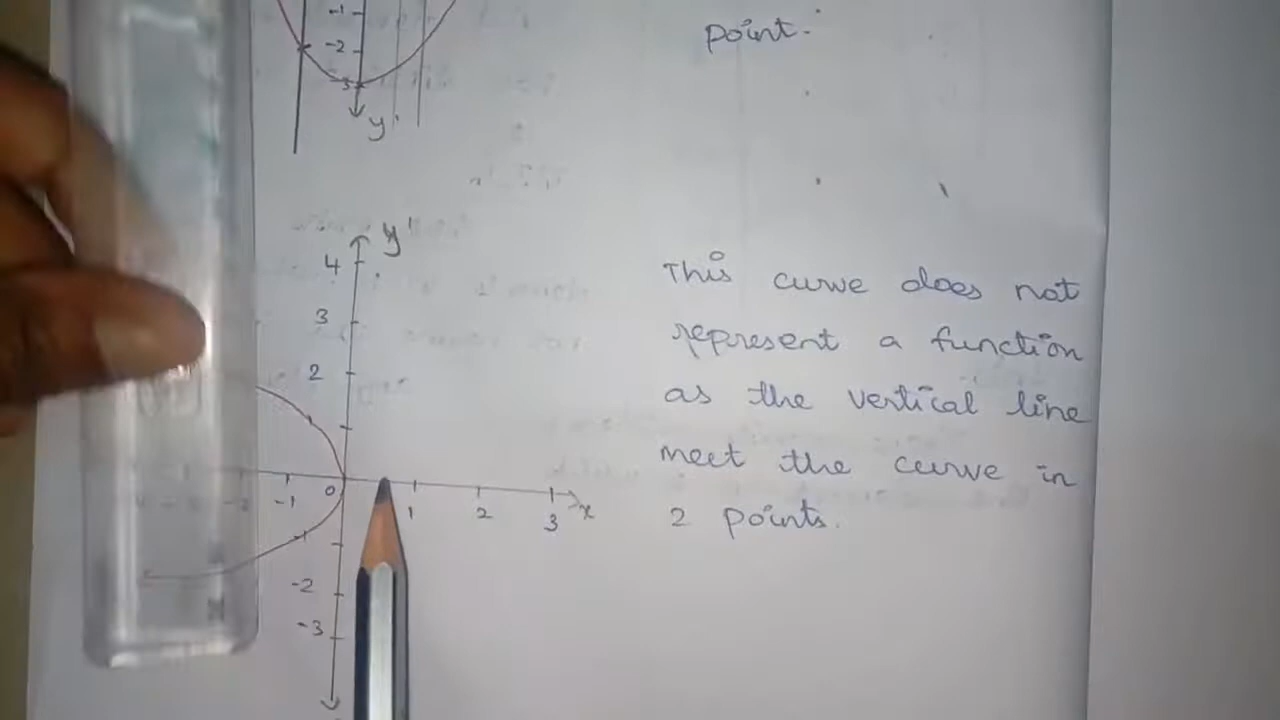 -1
-2
-3
y'
point.
y'
4
3
2
-1
0
1
2
3
x
-2
-3
This curve does not
represent a function
as the vertical line
meet the curve in
2 points.